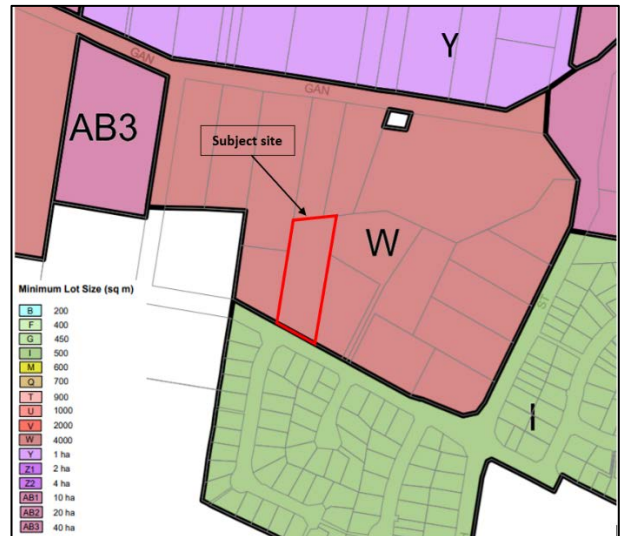 Y
GAN
GAN
AB3
Subject site
W
ST
I
Minimum Lot Size (sq m)
B 200
F 400
G 450
I 500
M 600
Q 700
T 900
U 1000
V 2000
W 4000
Y 1 ha
Z1 2 ha
Z2 4 ha
AB1 10 ha
AB2 20 ha
AB3 40 ha